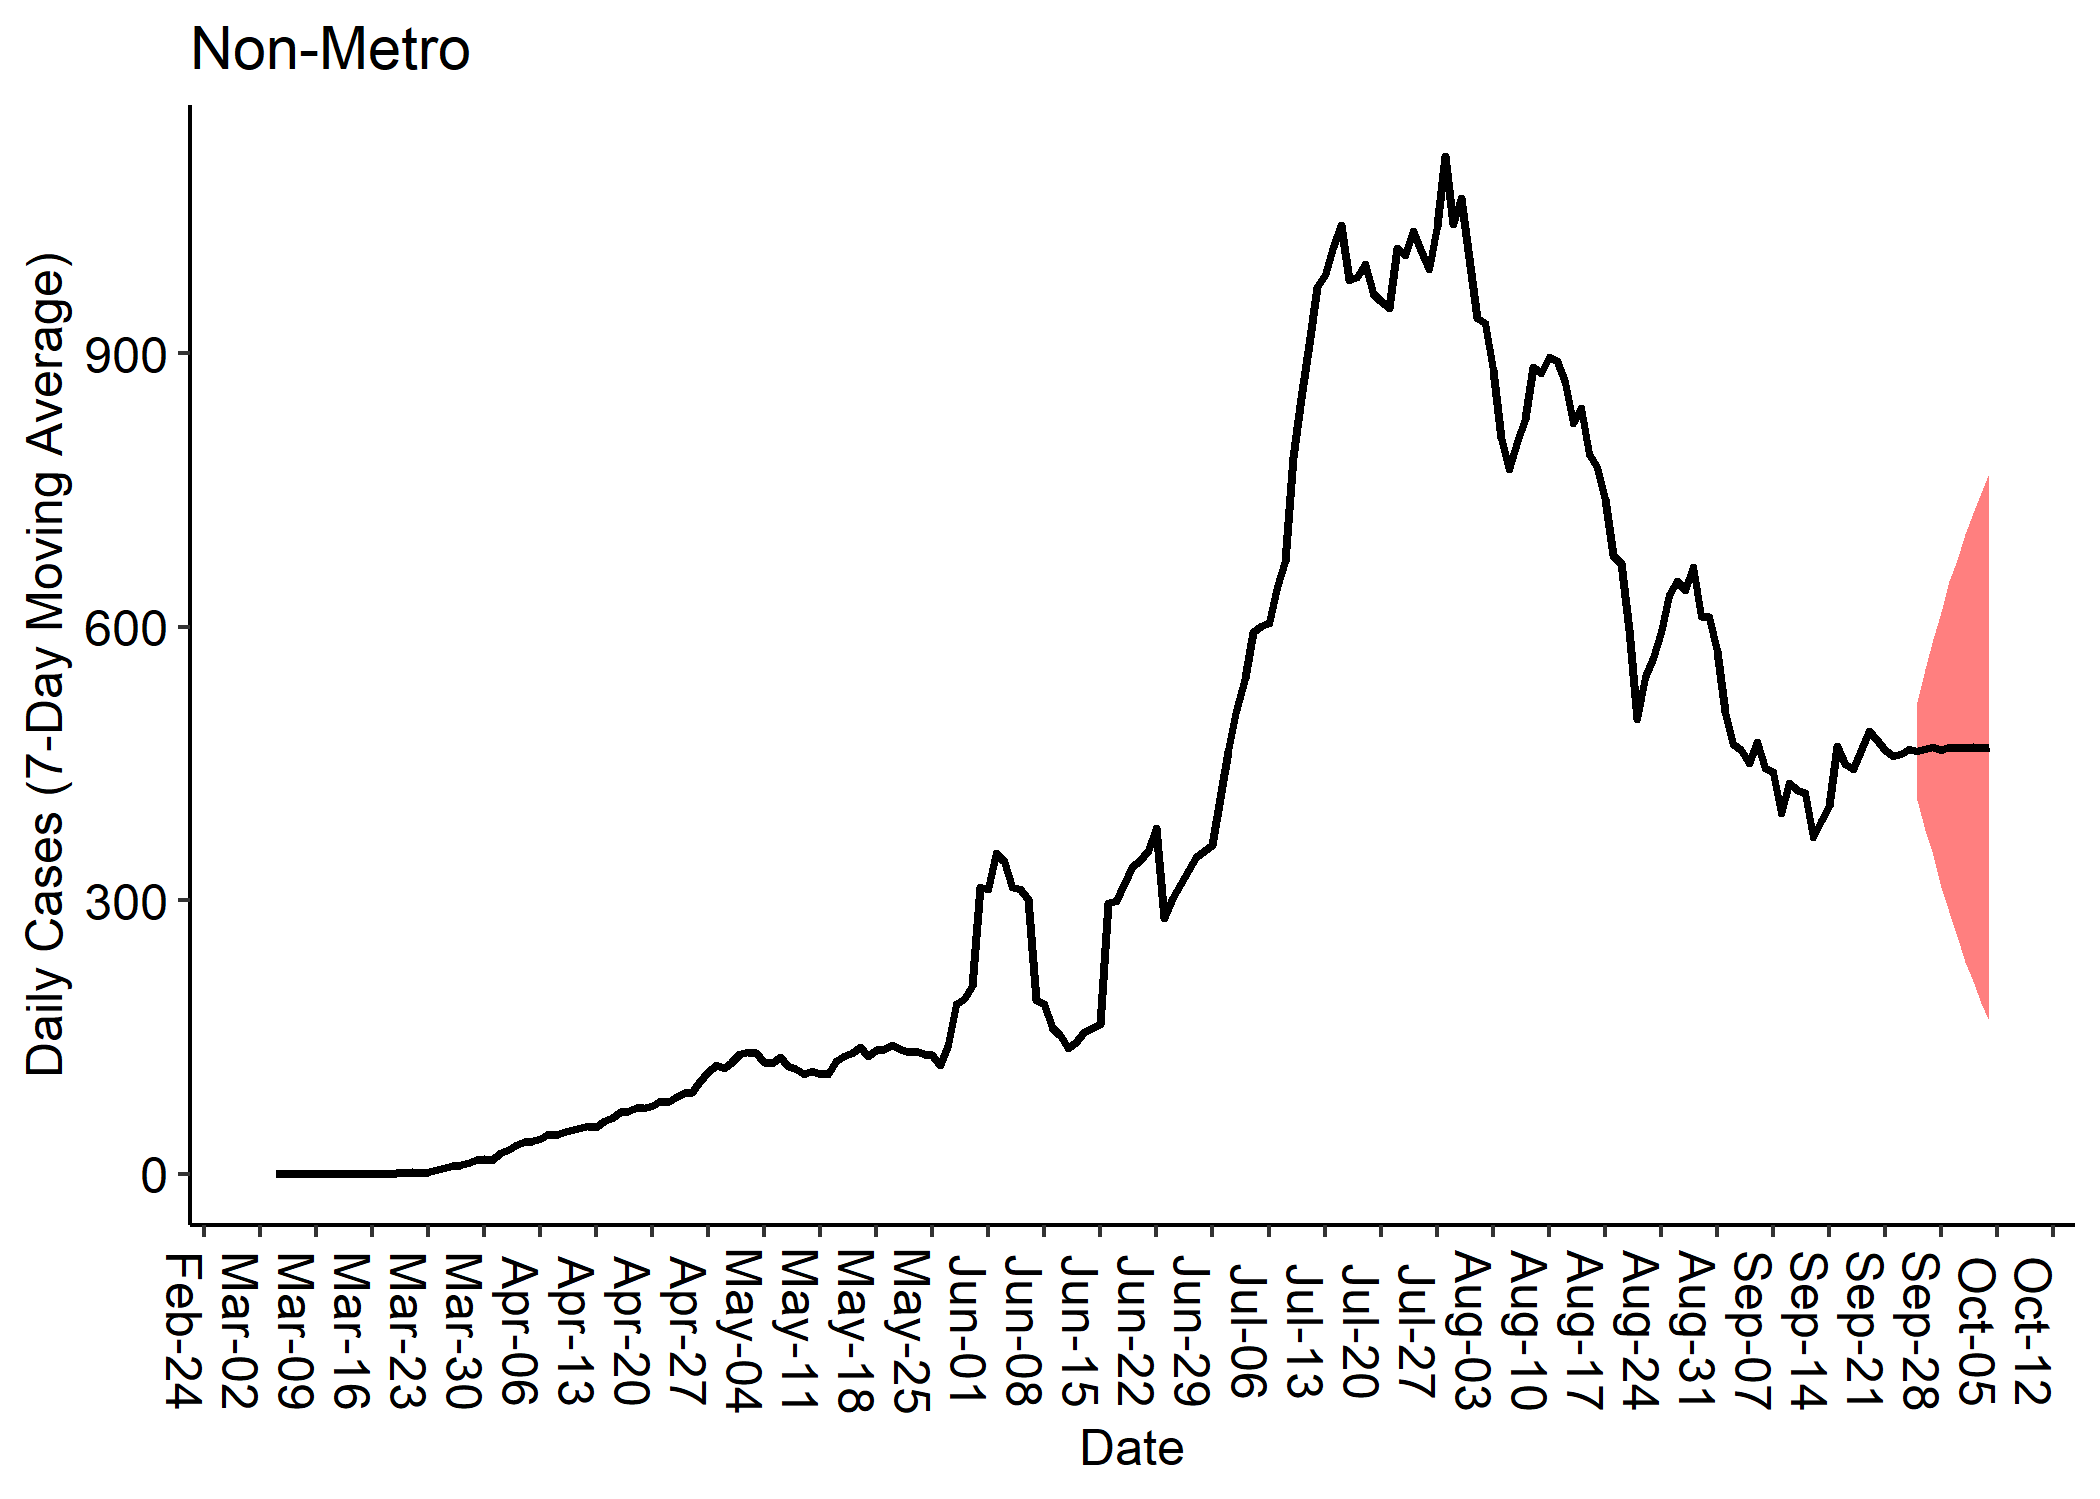 Non-Metro
Daily Cases (7-Day Moving Average)
900
600
300
0
Feb-24
Mar-02
Mar-09
Mar-16
Mar-23
Mar-30
Apr-06
Apr-13
Apr-20
Apr-27
May-04
May-11
May-18
May-25
Jun-01
Jun-08
Jun-15
Jun-22
Jun-29
Jul-06
Jul-13
Jul-20
Jul-27
Aug-03
Aug-10
Aug-17
Aug-24
Aug-31
Sep-07
Sep-14
Sep-21
Sep-28
Oct-05
Oct-12
Date